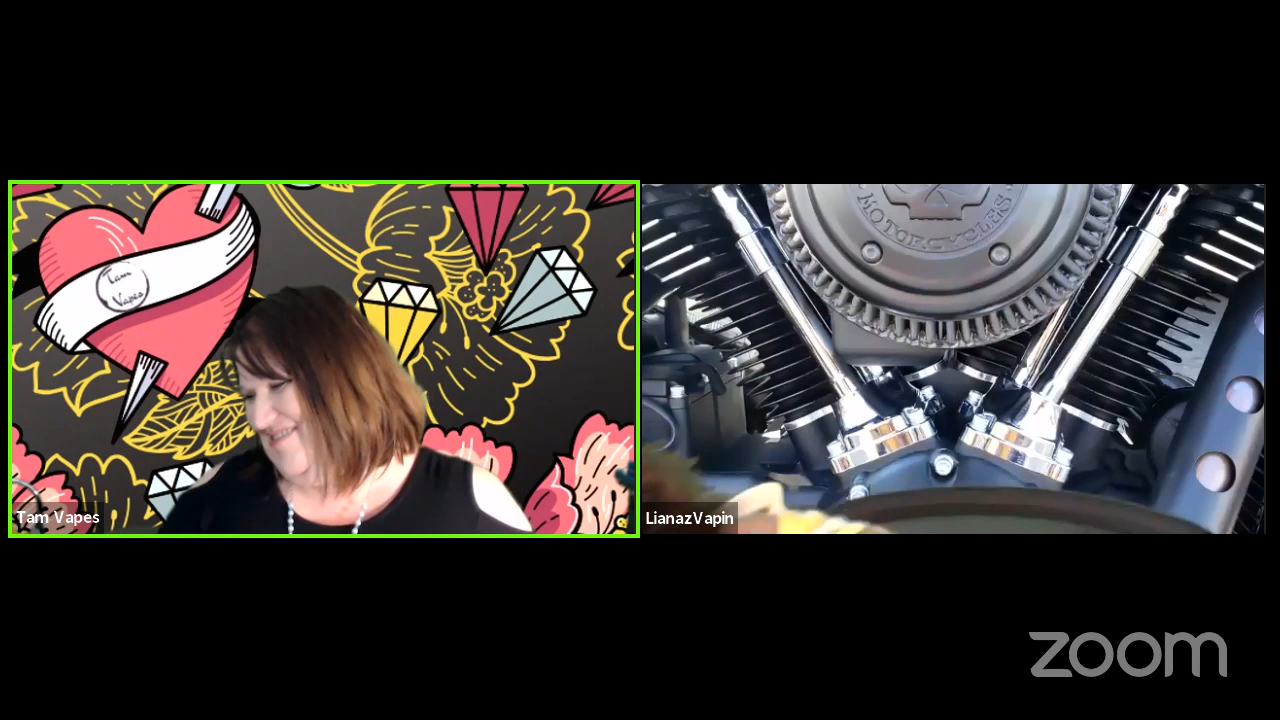 Tam
Vapes
MOTORCYCLES
Tam Vapes
LianazVapin
zoom